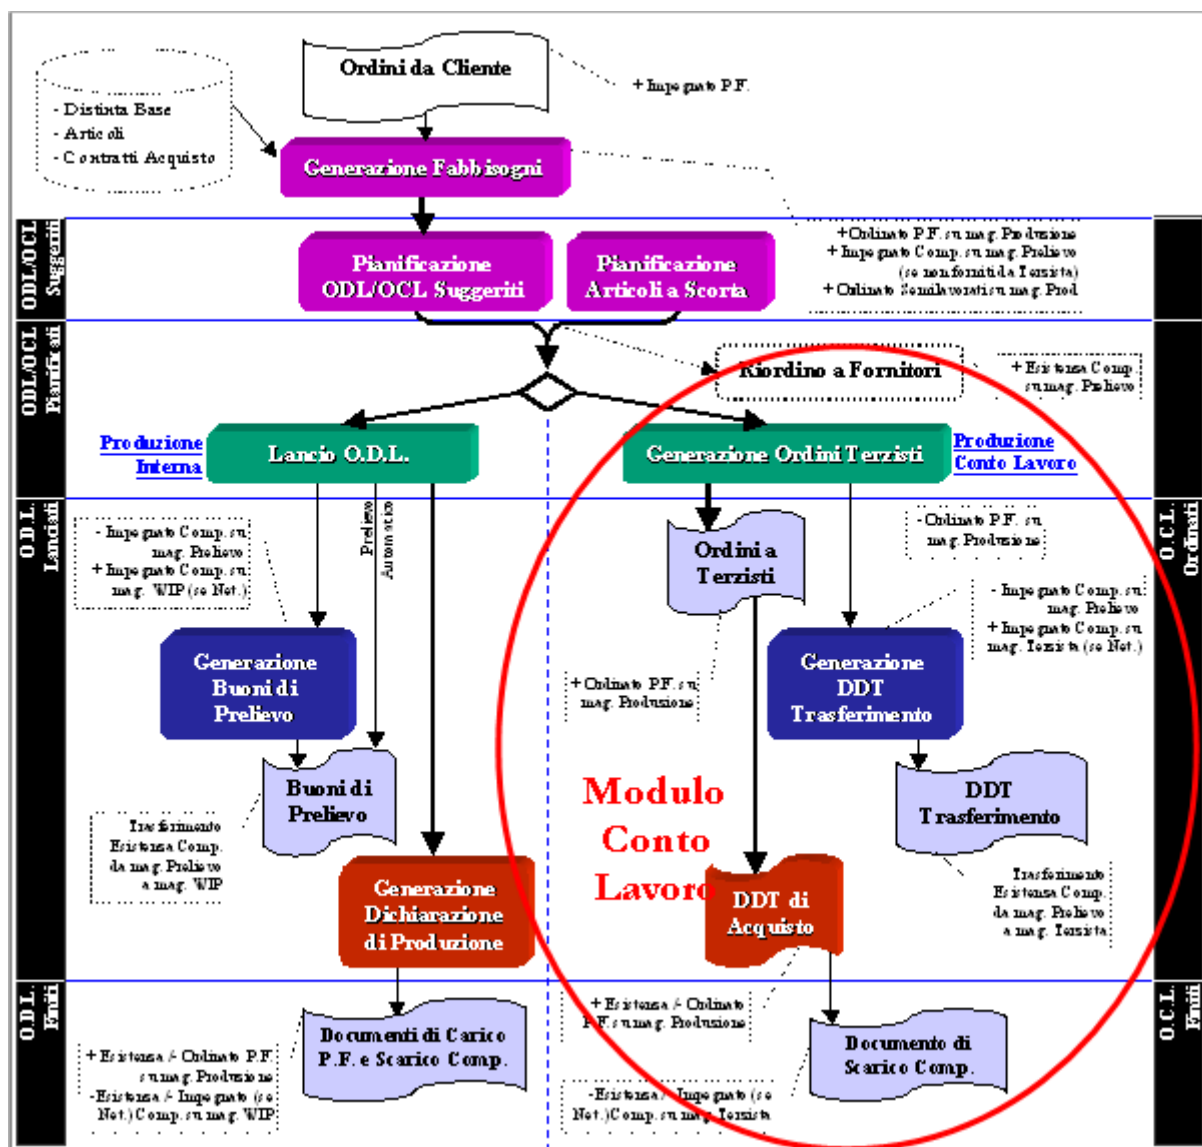 Ordini da Cliente
+ Impegnato P.F.
- Distinta Base
- Articoli
- Contratti Acquisto
Generazione Fabbisogni
ODL/OCL
Suggeriti
Pianificazione
ODL/OCL Suggeriti
Pianificazione
Articoli a Scorta
+ Ordinato P.F. su mag. Produzione
+ Impegnato Comp. su mag. Prelievo
(se non forniti da Terzista)
+ Ordinato Semilavorati su mag. Prod
ODL/OCL
Pianificati
Riordino a Fornitori
+ Esistenza Comp.
su mag. Prelievo
Produzione
Interna
Lancio O.D.L.
Generazione Ordini Terzisti
Produzione
Conto Lavoro
O.D.L.
Lanciati
O.C.L.
Ordinati
Prelievo
Automatico
- Impegnato Comp. su
mag. Prelievo
+ Impegnato Comp. su
mag. WIP (se Net.)
Ordini a
Terzisti
- Ordinato P.F. su
mag. Produzione
- Impegnato Comp. su
mag. Prelievo
+ Impegnato Comp. su
mag. Terzista (se Net.)
Generazione
Buoni di
Prelievo
+ Ordinato P.F. su
mag. Produzione
Generazione
DDT
Trasferimento
Buoni di
Prelievo
Modulo
Conto
Lavoro
DDT
Trasferimento
Trasferimento
Esistenza Comp.
da mag. Prelievo
a mag. WIP
Generazione
Dichiarazione
di Produzione
DDT di
Acquisto
Trasferimento
Esistenza Comp.
da mag. Prelievo
a mag. Terzista
O.D.L.
Finiti
O.C.L.
Finiti
+ Esistenza /- Ordinato
P.F. su mag. Produzione
Documenti di Carico
P.F. e Scarico Comp.
Documento di
Scarico Comp.
+ Esistenza /- Ordinato P.F.
su mag. Produzione
-Esistenza /- Impegnato (se
Net.) Comp. su mag. WIP
-Esistenza /- Impegnato (se
Net.) Comp. su mag. Terzista